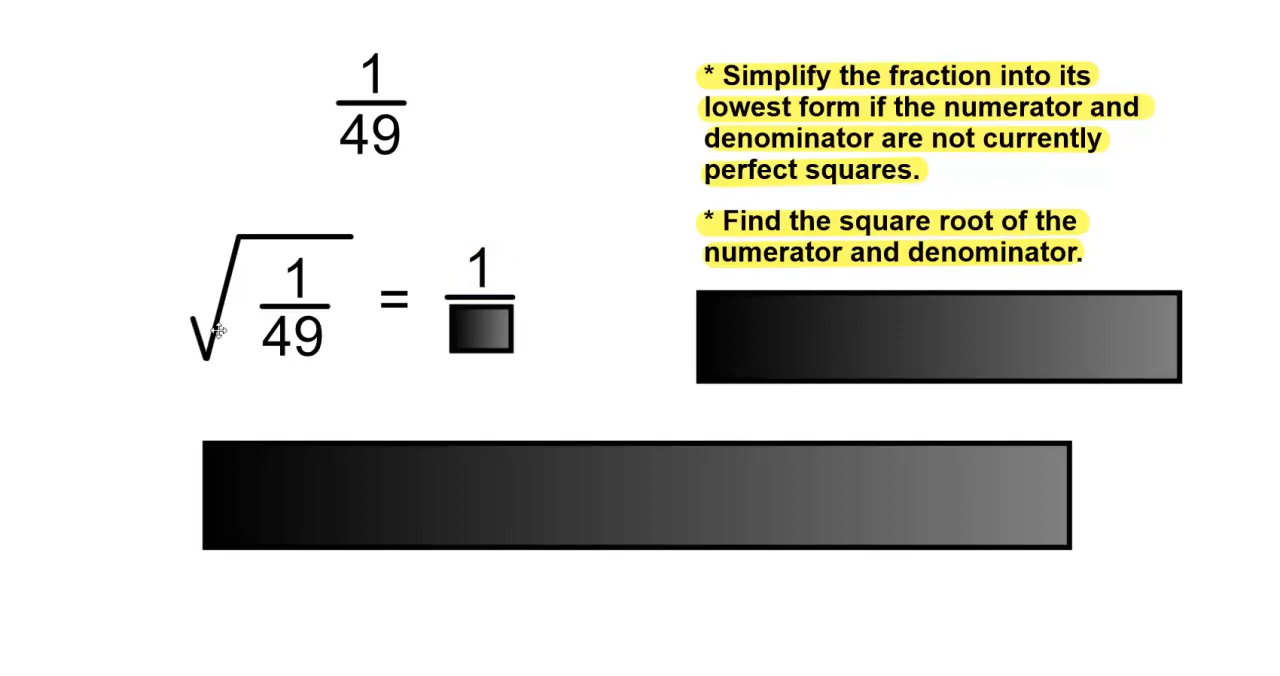 1
49
* Simplify the fraction into its
lowest form if the numerator and
denominator are not currently
perfect squares.
* Find the square root of the
numerator and denominator.
1
√ — = 1
49